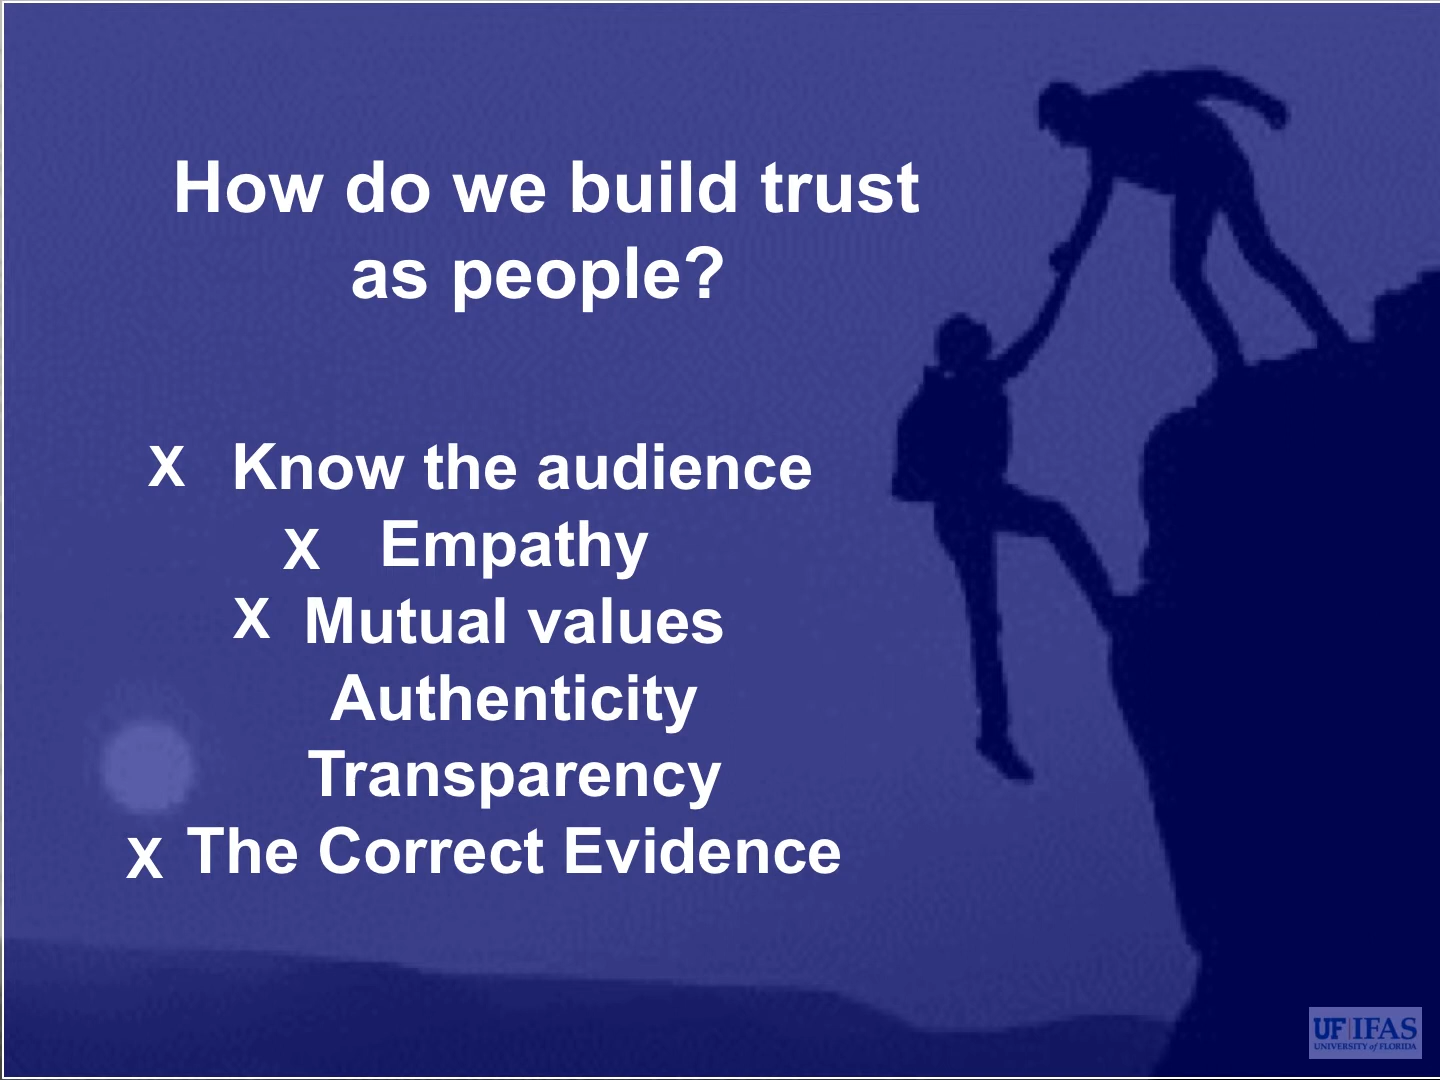 How do we build trust
as people?
X Know the audience
X Empathy
X Mutual values
Authenticity
Transparency
X The Correct Evidence
UF|IFAS
UNIVERSITY of FLORIDA